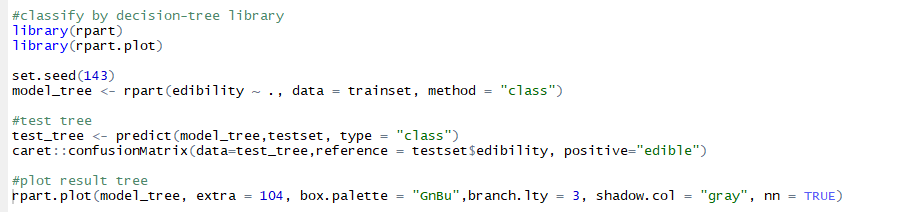 #classify by decision-tree library
library(rpart)
library(rpart.plot)
set.seed(143)
model_tree <- rpart(edibility ~ ., data = trainset, method = "class")
#test tree
test_tree <- predict(model_tree,testset, type = "class")
caret::confusionMatrix(data=test_tree,reference = testset$edibility, positive="edible")
#plot result tree
rpart.plot(model_tree, extra = 104, box.palette = "GnBu",branch.lty = 3, shadow.col = "gray", nn = TRUE)